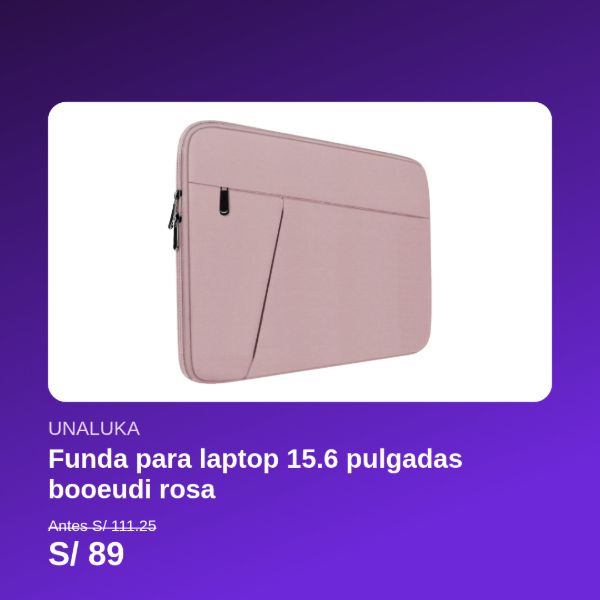 UNALUKA
Funda para laptop 15.6 pulgadas
booeudi rosa
Antes S/ 111.25
S/ 89